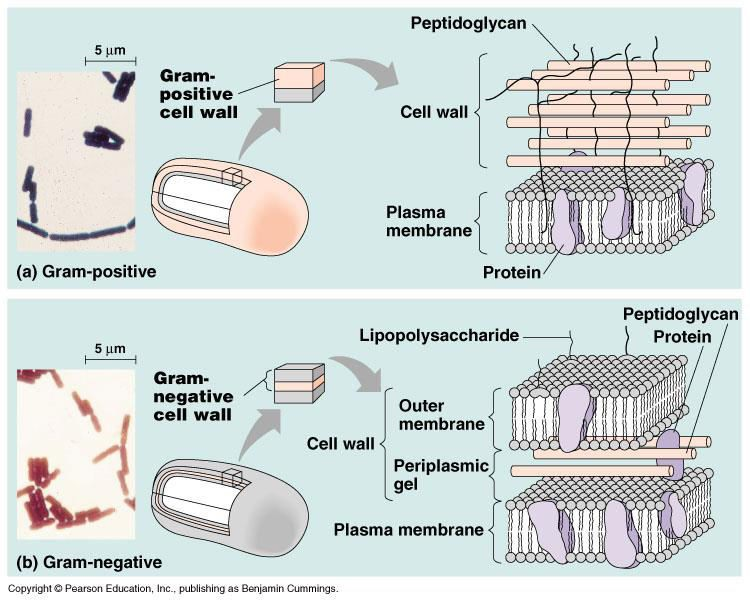 Peptidoglycan
5 μm
Gram-
positive
cell wall
Cell wall
Plasma
membrane
Protein
(a) Gram-positive
Peptidoglycan
Protein
Lipopolysaccharide
5 μm
Gram-
negative
cell wall
Outer
membrane
Cell wall
Periplasmic
gel
Plasma membrane
(b) Gram-negative
Copyright © Pearson Education, Inc., publishing as Benjamin Cummings.